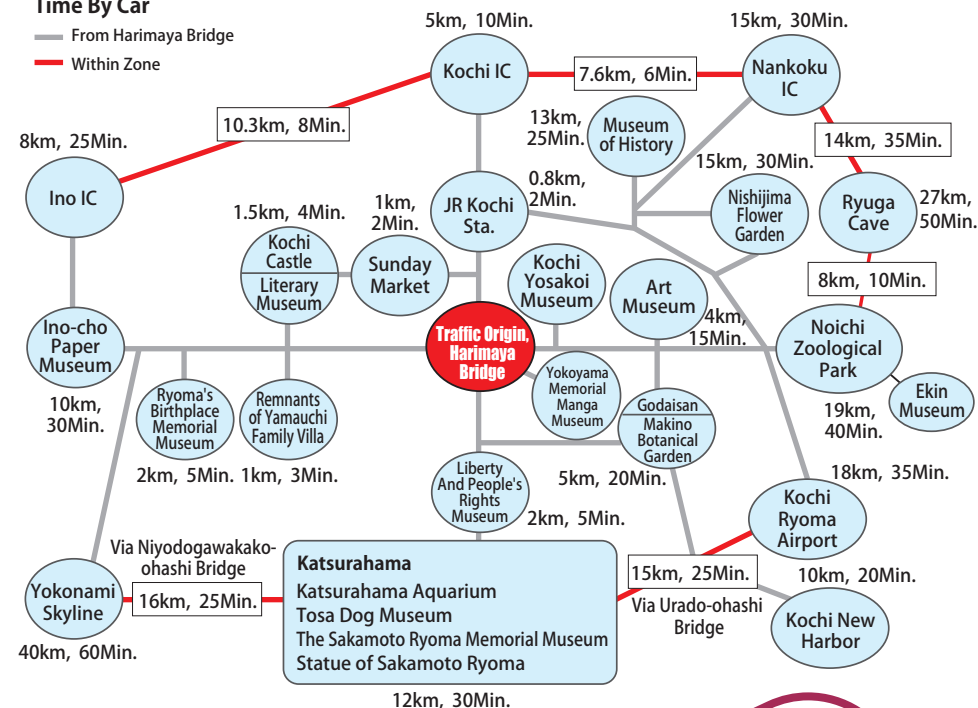 Time By Car
From Harimaya Bridge
Within Zone
5km, 10Min.
Kochi IC
7.6km, 6Min.
15km, 30Min.
Nankoku
IC
10.3km, 8Min.
8km, 25Min.
Ino IC
13km,
25Min.
Museum
of History
14km, 35Min.
15km, 30Min.
Nishijima
Flower
Garden
Ryuga
Cave
27km,
50Min.
JR Kochi
Sta.
0.8km,
2Min.
1.5km, 4Min.
Kochi
Castle
Literary
Museum
1km,
2Min.
Sunday
Market
Kochi
Yosakoi
Museum
Art
Museum
4km,
15Min.
8km, 10Min.
Ino-cho
Paper
Museum
10km,
30Min.
Traffic Origin,
Harimaya
Bridge
Noichi
Zoological
Park
19km,
40Min.
Ekin
Museum
Ryoma's
Birthplace
Memorial
Museum
2km, 5Min.
Remnants
of Yamauchi
Family Villa
1km, 3Min.
Yokoyama
Memorial
Manga
Museum
Godaisan
Makino
Botanical
Garden
5km, 20Min.
Liberty
And People's
Rights
Museum
2km, 5Min.
18km, 35Min.
Kochi
Ryoma
Airport
Via Niyodogawakako-
ohashi Bridge
Yokonami
Skyline
16km, 25Min.
40km, 60Min.
Katsurahama
Katsurahama Aquarium
Tosa Dog Museum
The Sakamoto Ryoma Memorial Museum
Statue of Sakamoto Ryoma
12km, 30Min.
15km, 25Min.
Via Urado-ohashi
Bridge
10km, 20Min.
Kochi New
Harbor